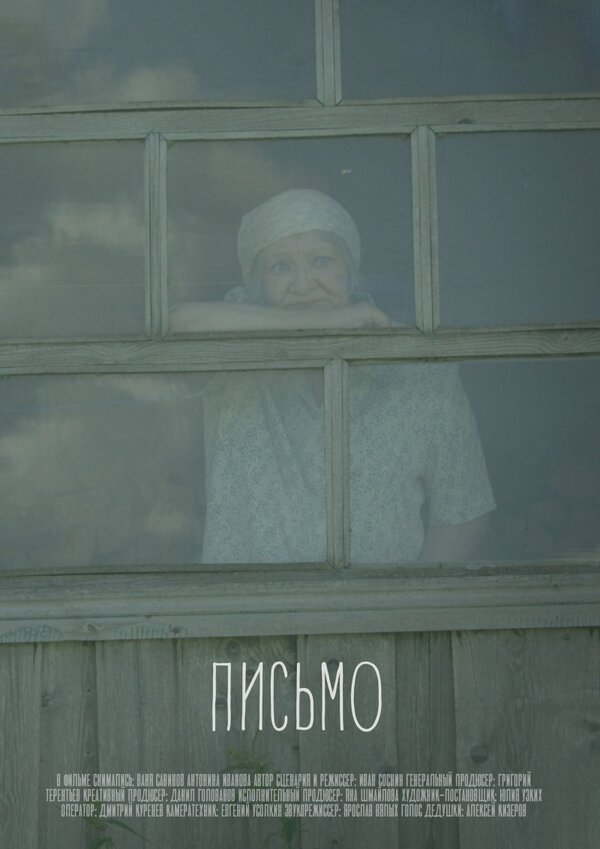 ПИСЬМО
В ФИЛЬМЕ СНИМАЛИСЬ: ВАНЯ САВИНОВ АНТОНИНА ИВАНОВА АВТОР СЦЕНАРИЯ И РЕЖИССЕР: ИВАН СОСНИН ГЕНЕРАЛЬНЫЙ ПРОДЮСЕР: ГРИГОРИЙ
ТЕРЕНТЬЕВ КРЕАТИВНЫЙ ПРОДЮСЕР: ДАНИЛ ГОЛОВАНОВ ИСПОЛНИТЕЛЬНЫЙ ПРОДЮСЕР: ЯНА ШМАЙЛОВА ХУДОЖНИК-ПОСТАНОВЩИК: ЮЛИЯ УЗКИХ
ОПЕРАТОР: ДМИТРИЙ КУРЕНЕВ КАМЕРАТЕХНИК: ЕВГЕНИЙ УСОЛКИН ЗВУКОРЕЖИССЕР: ЯРОСЛАВ ВЯЛЫХ ГОЛОС ДЕДУШКИ: АЛЕКСЕЙ КИЗЕРОВ